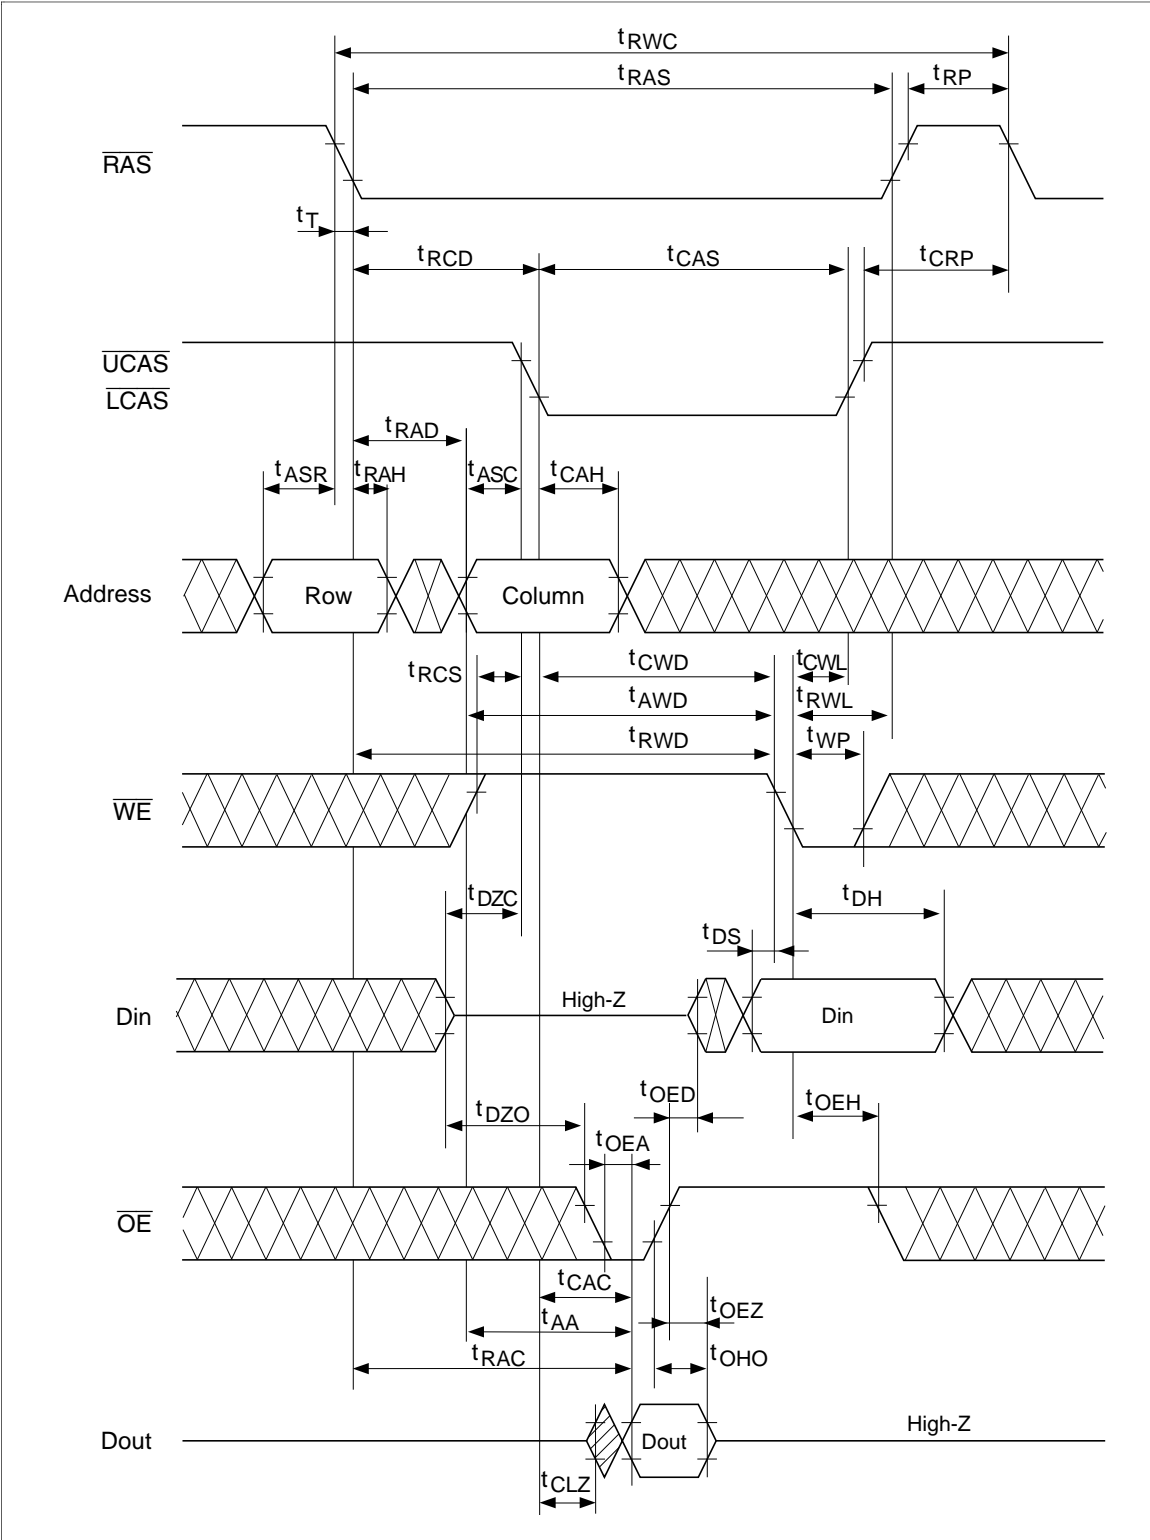 tRWC
tRAS
tRP
RAS
tT
tRCD
tCAS
tCRP
UCAS
LCAS
tRAD
tASR
tRAH
tASC
tCAH
Address
Row
Column
tRCS
tCWD
tCWL
tAWD
tRWL
tRWD
tWP
WE
tDZC
tDH
tDS
Din
High-Z
Din
tOED
tDZO
tOEH
tOEA
OE
tCAC
tOEZ
tAA
tRAC
tOHO
Dout
Dout
High-Z
tCLZ